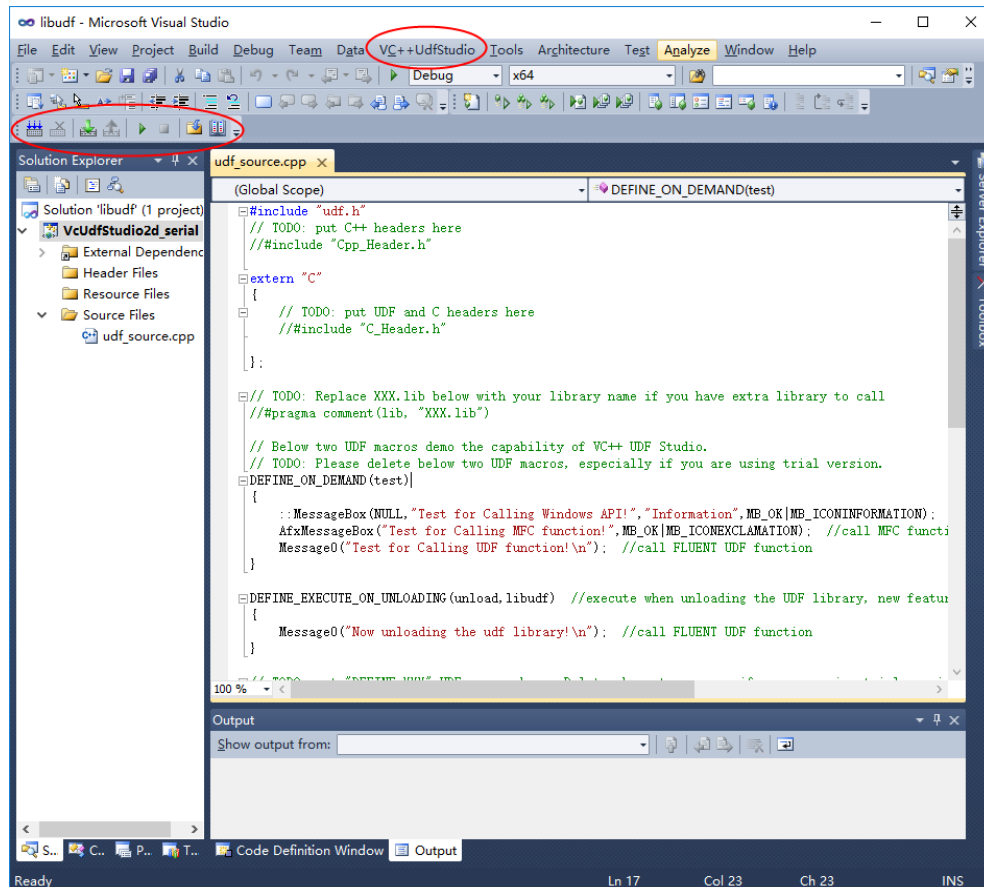 libudf - Microsoft Visual Studio
File Edit View Project Build Debug Team Data VC++UdfStudio Tools Architecture Test Analyze Window Help
Debug x64
Solution Explorer
udf_source.cpp
(Global Scope) DEFINE_ON_DEMAND(test)
Server Explorer
Toolbox
Solution 'libudf' (1 project)
VcUdfStudio2d_serial
External Dependenc
Header Files
Resource Files
Source Files
udf_source.cpp
#include "udf.h"
// TODO: put C++ headers here
//#include "Cpp_Header.h"
extern "C"
{
// TODO: put UDF and C headers here
//#include "C_Header.h"
};
// TODO: Replace XXX.lib below with your library name if you have extra library to call
//#pragma comment(lib, "XXX.lib")
// Below two UDF macros demo the capability of VC++ UDF Studio.
// TODO: Please delete below two UDF macros, especially if you are using trial version.
DEFINE_ON_DEMAND(test)
{
::MessageBox(NULL,"Test for Calling Windows API!","Information",MB_OK|MB_ICONINFORMATION);
AfxMessageBox("Test for Calling MFC function!",MB_OK|MB_ICONEXCLAMATION); //call MFC functi
Message0("Test for Calling UDF function!\n"); //call FLUENT UDF function
}
DEFINE_EXECUTE_ON_UNLOADING(unload,libudf) //execute when unloading the UDF library, new featur
{
Message0("Now unloading the udf library!\n"); //call FLUENT UDF function
}
100 %
Output
Show output from:
S... C... P... T... Code Definition Window Output
Ready Ln 17 Col 23 Ch 23 INS